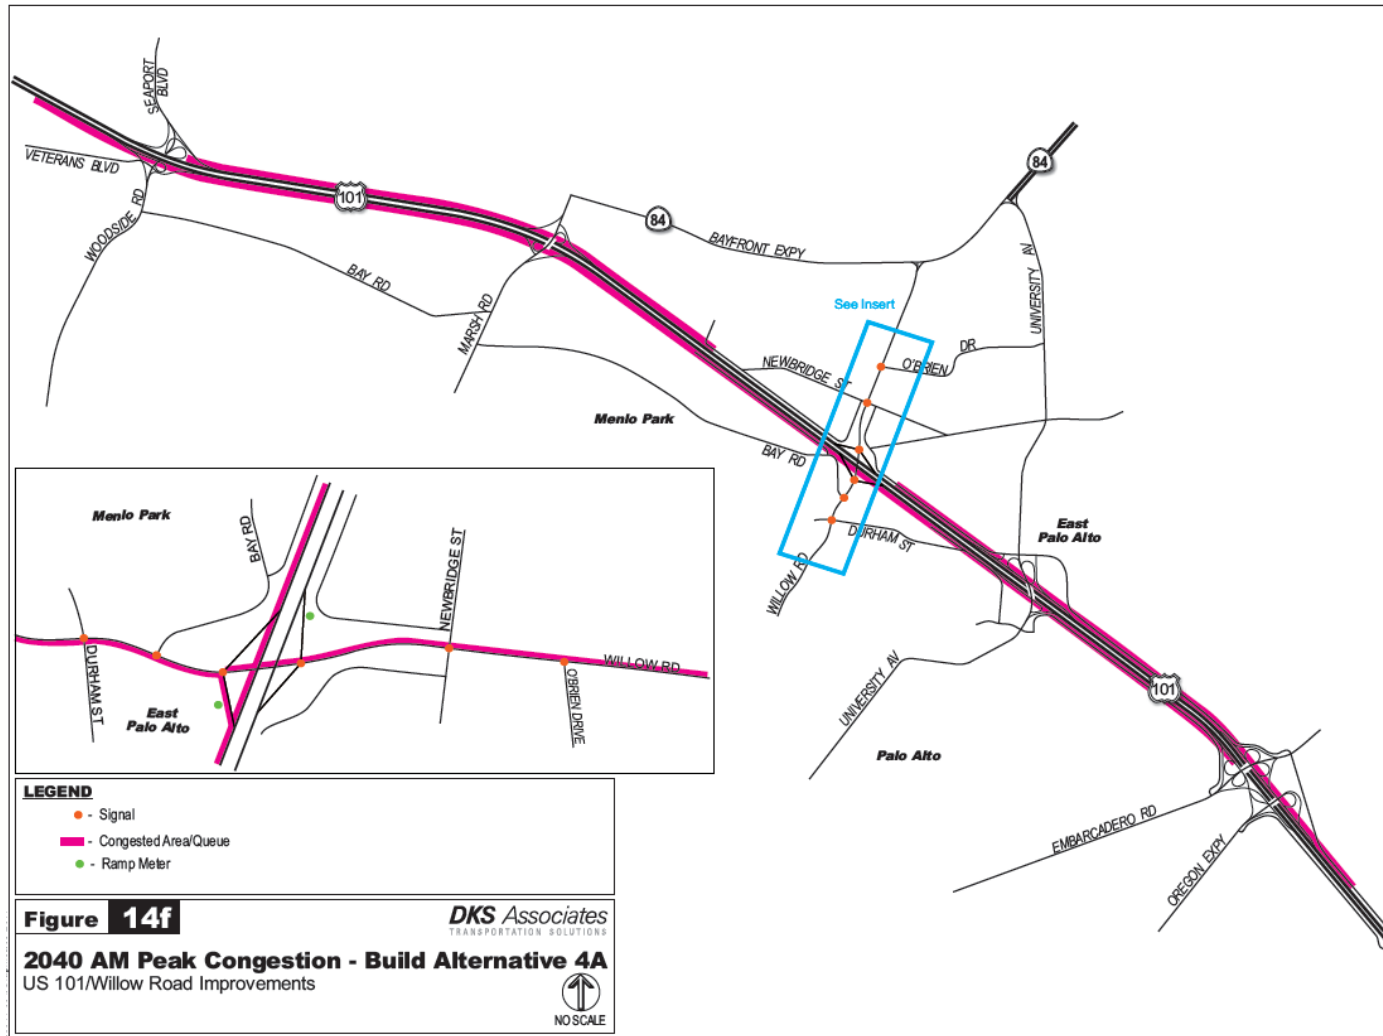 SEAPORT
BLVD
VETERANS BLVD
WOODSIDE RD
101
BAY RD
MARSH RD
84
BAYFRONT EXPY
84
UNIVERSITY AV
See Insert
NEWBRIDGE ST
O'BRIEN
DR
Menlo Park
BAY RD
DURHAM ST
WILLOW RD
East
Palo Alto
UNIVERSITY AV
101
Palo Alto
EMBARCADERO RD
OREGON EXPY
Menlo Park
BAY RD
NEWBRIDGE ST
DURHAM ST
WILLOW RD
O'BRIEN DRIVE
East
Palo Alto
LEGEND
- Signal
- Congested Area/Queue
- Ramp Meter
Figure 14f
DKS Associates
TRANSPORTATION SOLUTIONS
2040 AM Peak Congestion - Build Alternative 4A
US 101/Willow Road Improvements
NO SCALE